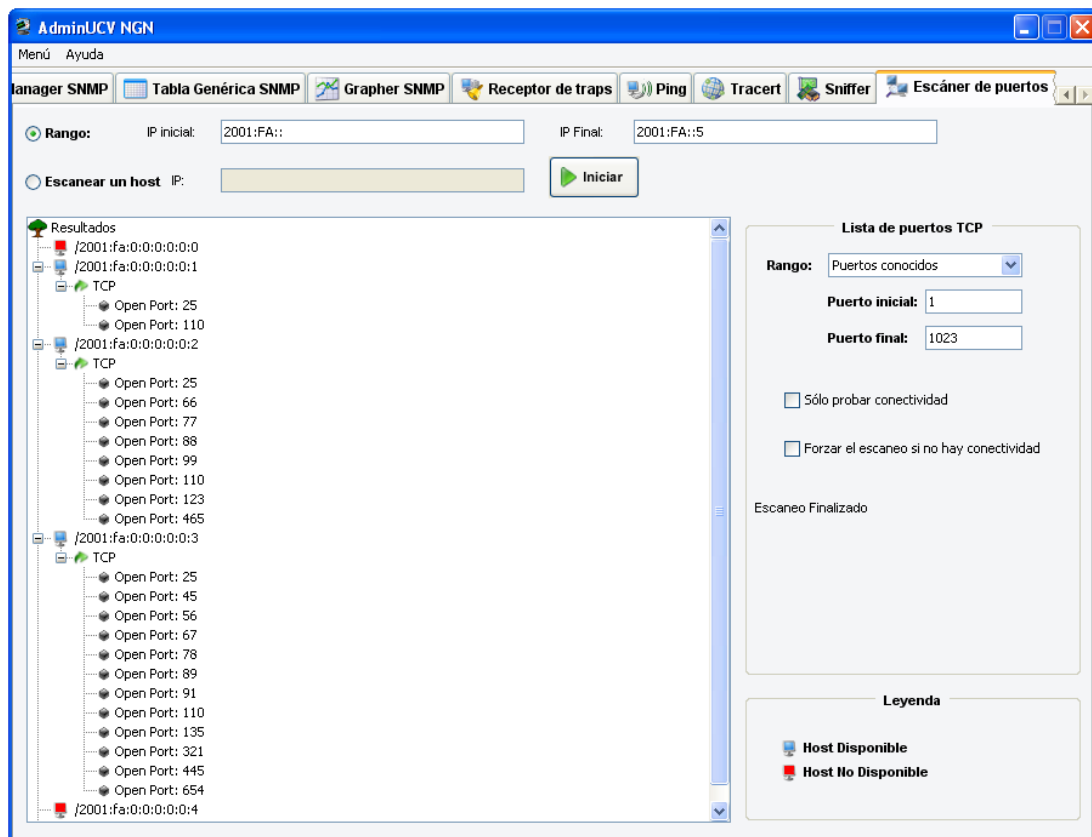 AdminUCV NGN
Menú Ayuda
lanager SNMP Tabla Genérica SNMP Grapher SNMP Receptor de traps Ping Tracert Sniffer Escáner de puertos
Rango: IP inicial: 2001:FA:: IP Final: 2001:FA::5
Escanear un host IP: Iniciar
Resultados
/2001:fa:0:0:0:0:0:0
/2001:fa:0:0:0:0:0:1
TCP
Open Port: 25
Open Port: 110
/2001:fa:0:0:0:0:0:2
TCP
Open Port: 25
Open Port: 66
Open Port: 77
Open Port: 88
Open Port: 99
Open Port: 110
Open Port: 123
Open Port: 465
/2001:fa:0:0:0:0:0:3
TCP
Open Port: 25
Open Port: 45
Open Port: 56
Open Port: 67
Open Port: 78
Open Port: 89
Open Port: 91
Open Port: 110
Open Port: 135
Open Port: 321
Open Port: 445
Open Port: 654
/2001:fa:0:0:0:0:0:4
Lista de puertos TCP
Rango: Puertos conocidos
Puerto inicial: 1
Puerto final: 1023
Sólo probar conectividad
Forzar el escaneo si no hay conectividad
Escaneo Finalizado
Leyenda
Host Disponible
Host No Disponible